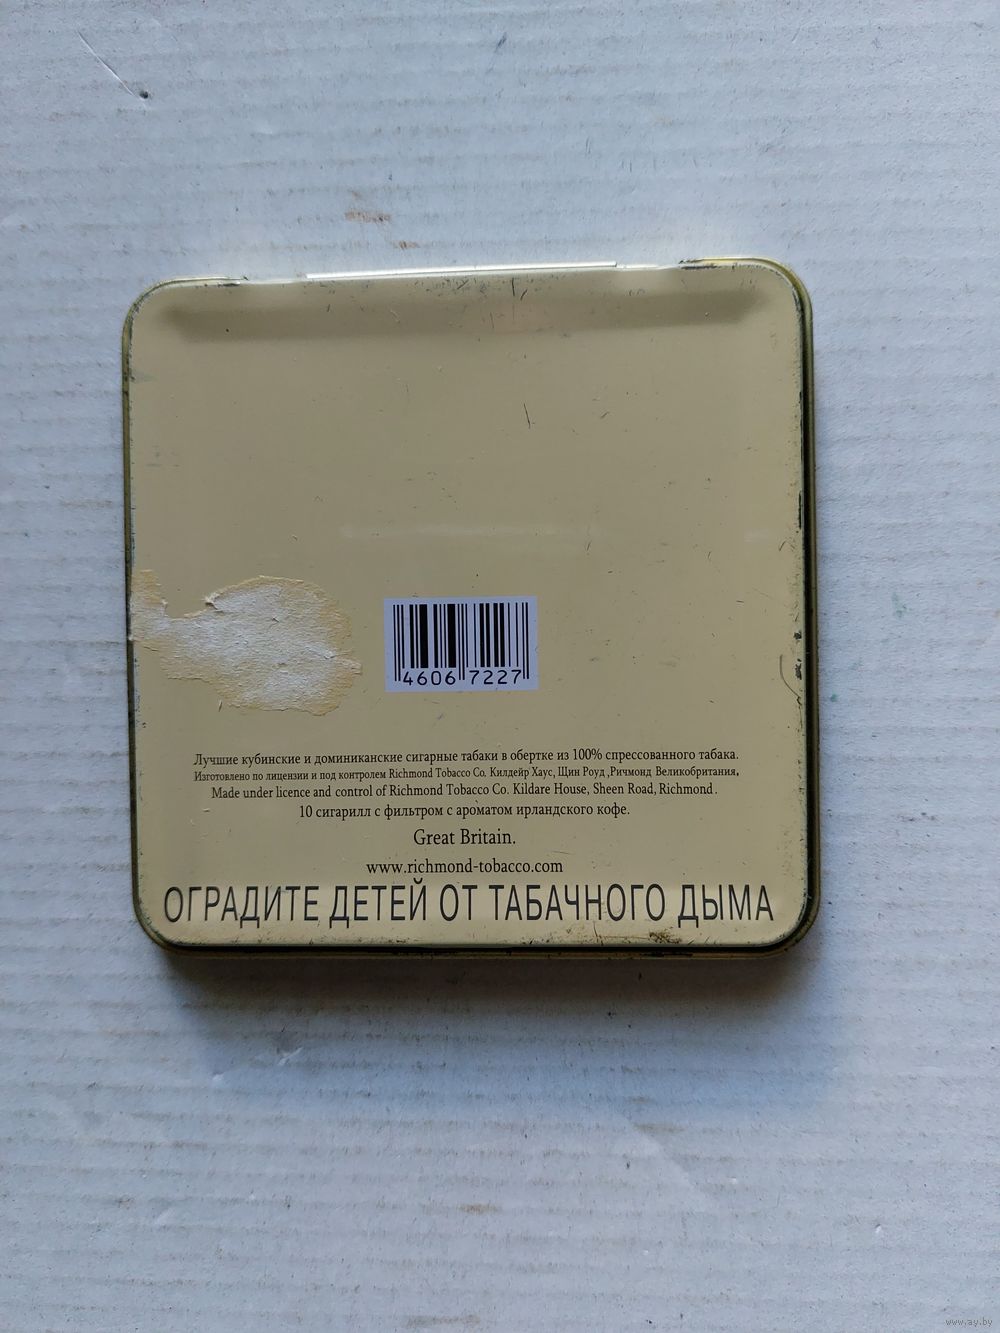 4606 7227
Лучшие кубинские и доминиканские сигарные табаки в обертке из 100% спрессованного табака.
Изготовлено по лицензии и под контролем Richmond Tobacco Co. Килдейр Хаус, Щин Роуд ,Ричмонд Великобритания,
Made under licence and control of Richmond Tobacco Co. Kildare House, Sheen Road, Richmond.
10 сигарилл с фильтром с ароматом ирландского кофе.
Great Britain.
www.richmond-tobacco.com
ОГРАДИТЕ ДЕТЕЙ ОТ ТАБАЧНОГО ДЫМА
www.ay.by